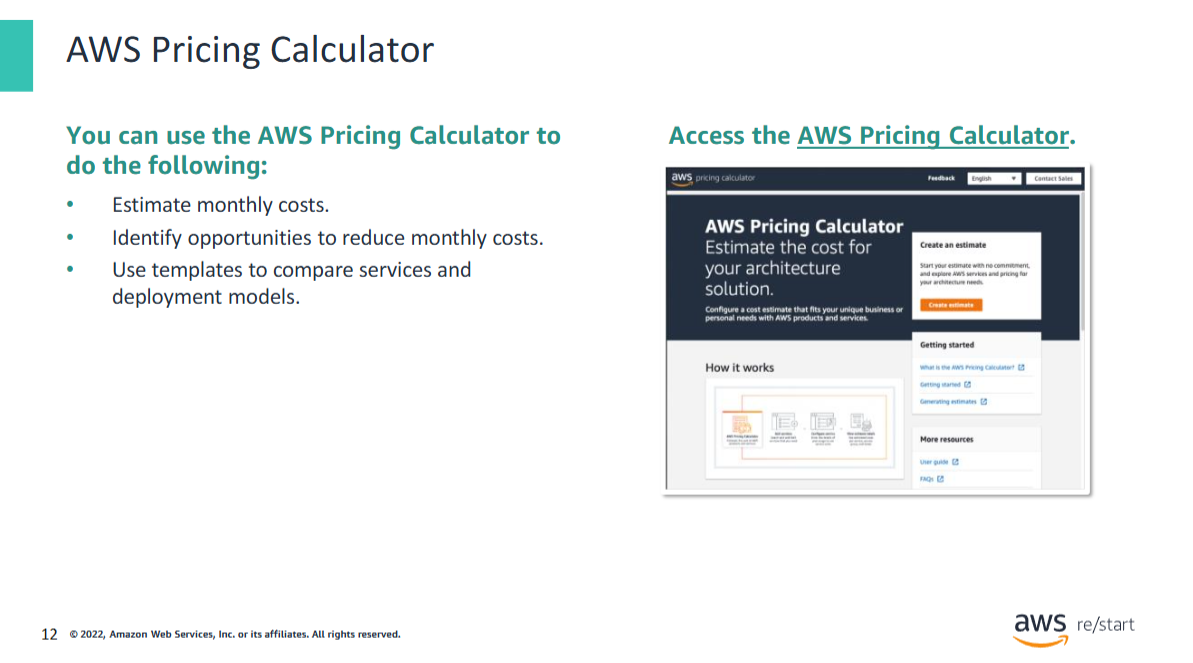 AWS Pricing Calculator
You can use the AWS Pricing Calculator to
do the following:
• Estimate monthly costs.
• Identify opportunities to reduce monthly costs.
• Use templates to compare services and
deployment models.
Access the AWS Pricing Calculator.
aws pricing calculator
Feedback
English
Contact Sales
AWS Pricing Calculator
Estimate the cost for
your architecture
solution.
Configure a cost estimate that fits your unique business or
personal needs with AWS products and services.
Create an estimate
Start your estimate with no commitment,
and explore AWS services and pricing for
your architecture needs.
Create estimate
Getting started
What is the AWS Pricing Calculator?
Getting started
Generating estimates
How it works
More resources
User guide
FAQs
12 © 2022, Amazon Web Services, Inc. or its affiliates. All rights reserved.
aws re/start